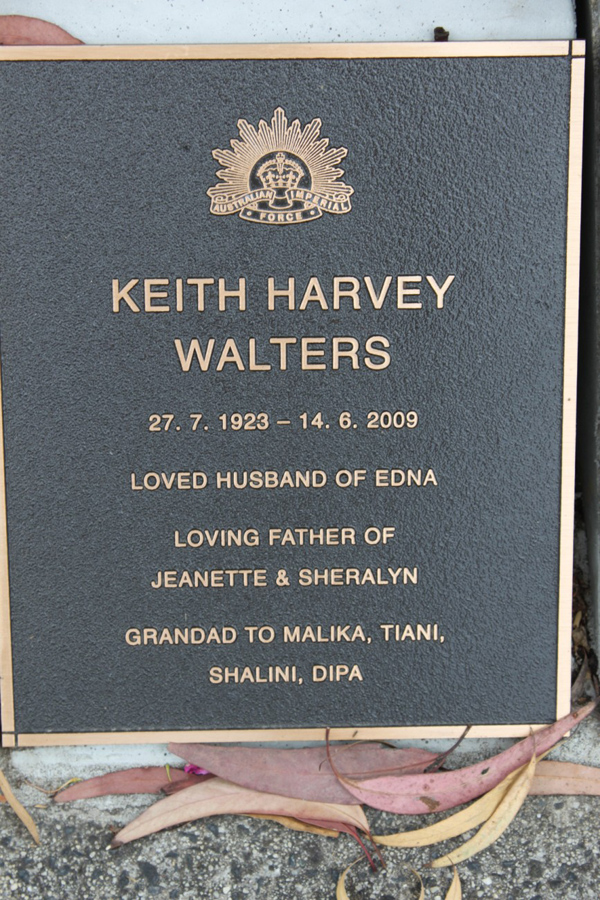 AUSTRALIAN IMPERIAL
FORCE
KEITH HARVEY
WALTERS
27. 7. 1923 – 14. 6. 2009
LOVED HUSBAND OF EDNA
LOVING FATHER OF
JEANETTE & SHERALYN
GRANDAD TO MALIKA, TIANI,
SHALINI, DIPA